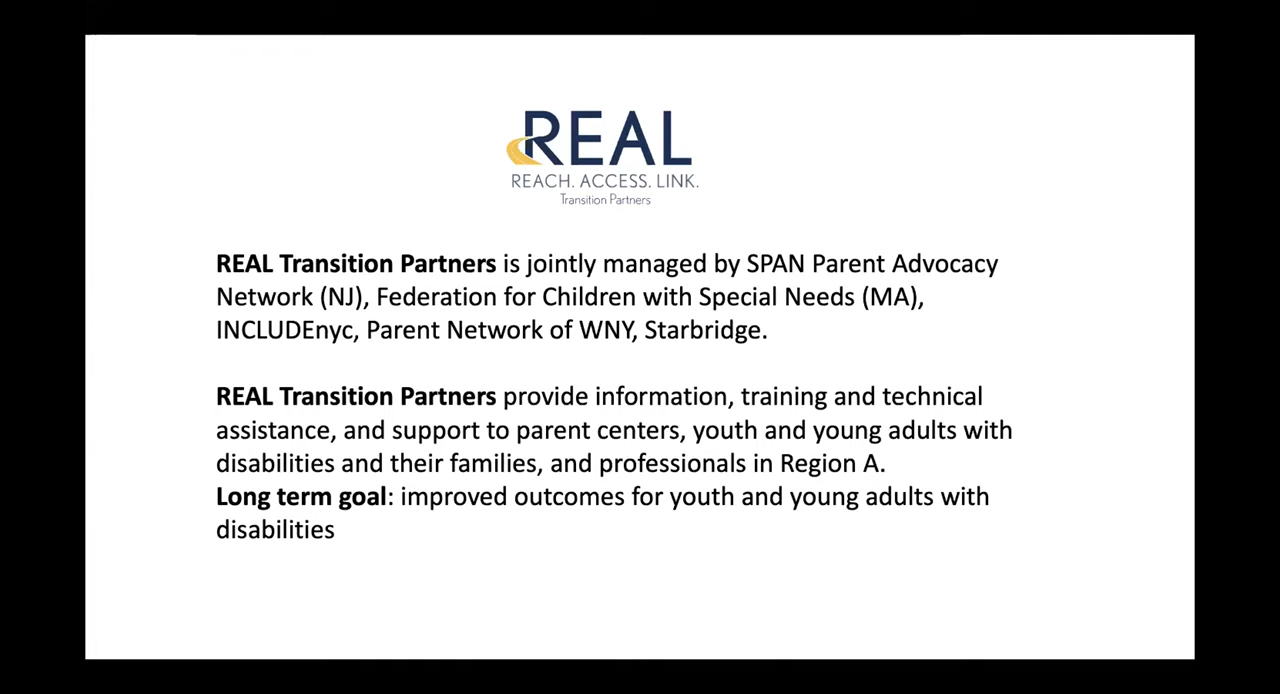 REAL
REACH. ACCESS. LINK.
Transition Partners
REAL Transition Partners is jointly managed by SPAN Parent Advocacy
Network (NJ), Federation for Children with Special Needs (MA),
INCLUDEnyc, Parent Network of WNY, Starbridge.
REAL Transition Partners provide information, training and technical
assistance, and support to parent centers, youth and young adults with
disabilities and their families, and professionals in Region A.
Long term goal: improved outcomes for youth and young adults with
disabilities